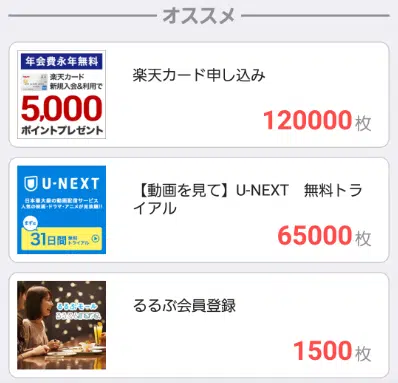 オススメ
年会費永年無料
楽天カード
新規入会&利用で
5,000
ポイントプレゼント
楽天カード申し込み
120000枚
U-NEXT
日本最大級の動画配信サービス
人気の映画・ドラマ・アニメが見放題!!
まずは
31日間
無料
トライアル
【動画を見て】U-NEXT 無料トラ
イアル
65000枚
るるぶモール
るるぶ会員登録
1500枚